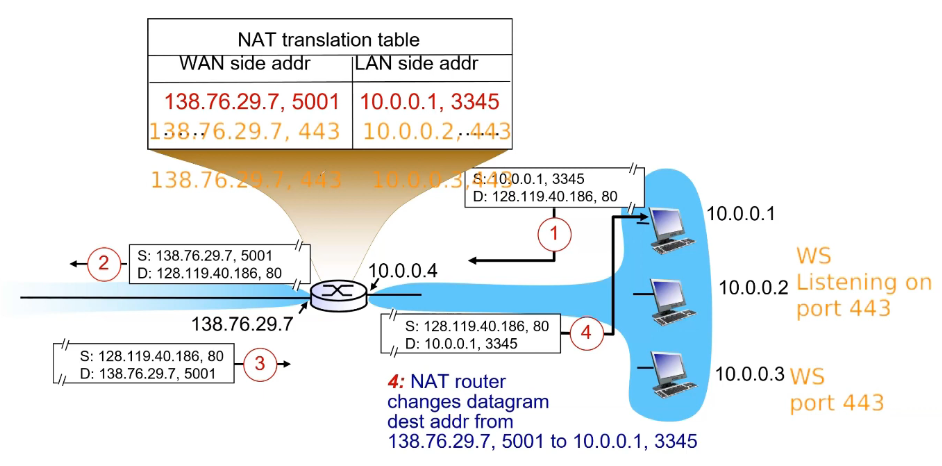 NAT translation table
WAN side addr LAN side addr
138.76.29.7, 5001 10.0.0.1, 3345
138.76.29.7, 443 10.0.0.2, 443
...... ......
138.76.29.7, 443 10.0.0.3,443
S: 10.0.0.1, 3345
D: 128.119.40.186, 80
1
10.0.0.1
S: 138.76.29.7, 5001
D: 128.119.40.186, 80
2
10.0.0.4
138.76.29.7
10.0.0.2
WS
Listening on
port 443
S: 128.119.40.186, 80
D: 10.0.0.1, 3345
4
S: 128.119.40.186, 80
D: 138.76.29.7, 5001
3
10.0.0.3
WS
port 443
4: NAT router
changes datagram
dest addr from
138.76.29.7, 5001 to 10.0.0.1, 3345